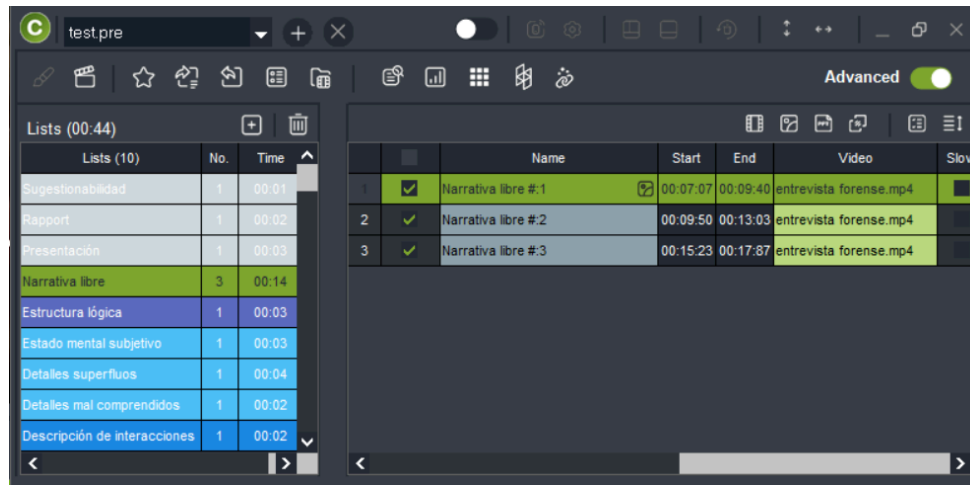 C test.pre
Advanced
Lists (00:44)
Lists (10) No. Time
Sugestionabilidad 1 00:01
Rapport 1 00:02
Presentación 1 00:03
Narrativa libre 3 00:14
Estructura lógica 1 00:03
Estado mental subjetivo 1 00:03
Detalles superfluos 1 00:04
Detalles mal comprendidos 1 00:02
Descripción de interacciones 1 00:02
Name Start End Video Slov
1 Narrativa libre #:1 00:07:07 00:09:40 entrevista forense.mp4
2 Narrativa libre #:2 00:09:50 00:13:03 entrevista forense.mp4
3 Narrativa libre #:3 00:15:23 00:17:87 entrevista forense.mp4